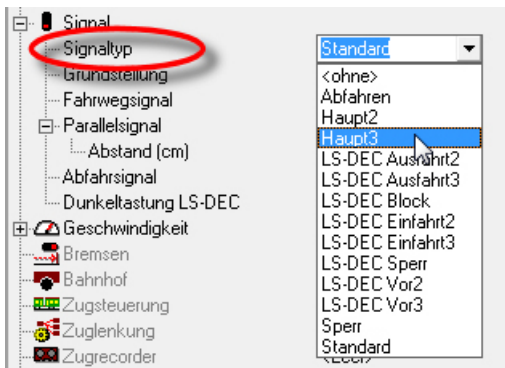 Signal
Signaltyp
Grundstellung
Fahrwegsignal
Parallelsignal
Abstand (cm)
Abfahrsignal
Dunkeltastung LS-DEC
Geschwindigkeit
Bremsen
Bahnhof
Zugsteuerung
Zuglenkung
Zugrecorder
Standard
<ohne>
Abfahren
Haupt2
Haupt3
LS-DEC Ausfahrt2
LS-DEC Ausfahrt3
LS-DEC Block
LS-DEC Einfahrt2
LS-DEC Einfahrt3
LS-DEC Sperr
LS-DEC Vor2
LS-DEC Vor3
Sperr
Standard